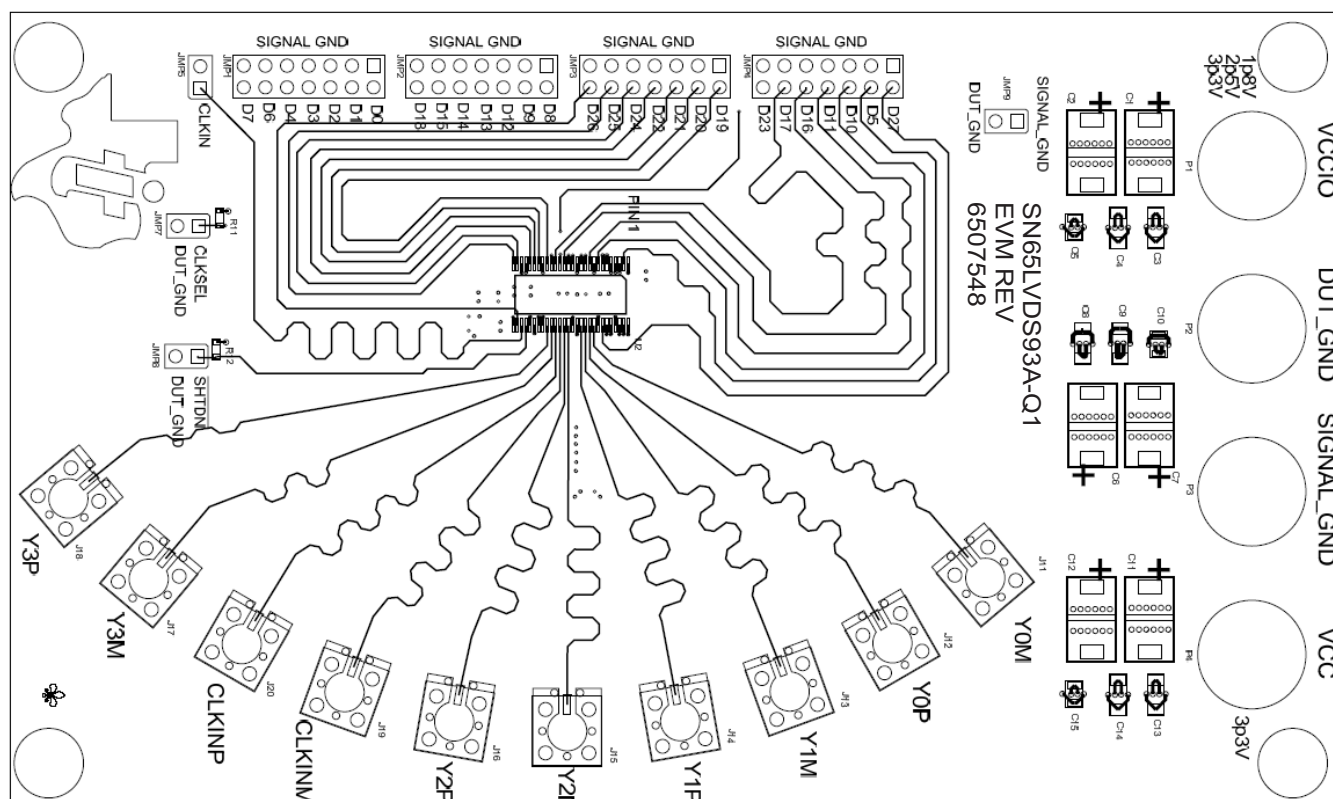 SIGNAL GND
SIGNAL GND
SIGNAL GND
SIGNAL GND
JMP5
JMP1
JMP2
JMP3
JMP9
CLKIN
D7
D6
D4
D3
D2
D1
D0
D18
D15
D14
D13
D12
D9
D8
D26
D25
D24
D22
D21
D20
D19
D23
D17
D16
D11
D10
D5
D27
DUT_GND
SIGNAL_GND
C2
C1
1p8V
2p5V
3p3V
P1
VCCIO
PIN 1
SN65LVDS93A-Q1
EVM REV
6507548
C5
C4
C3
JMP7
R11
CLKSEL
DUT_GND
C9
C10
P2
DUT_GND
R12
SHTDN
DUT_GND
C6
C7
P3
SIGNAL_GND
J18
Y3P
J17
Y3M
J20
CLKINP
J19
CLKINM
J16
J15
J14
J13
Y1M
J12
Y0P
J11
Y0M
C12
C11
P4
VCC
C15
C14
C13
3p3V